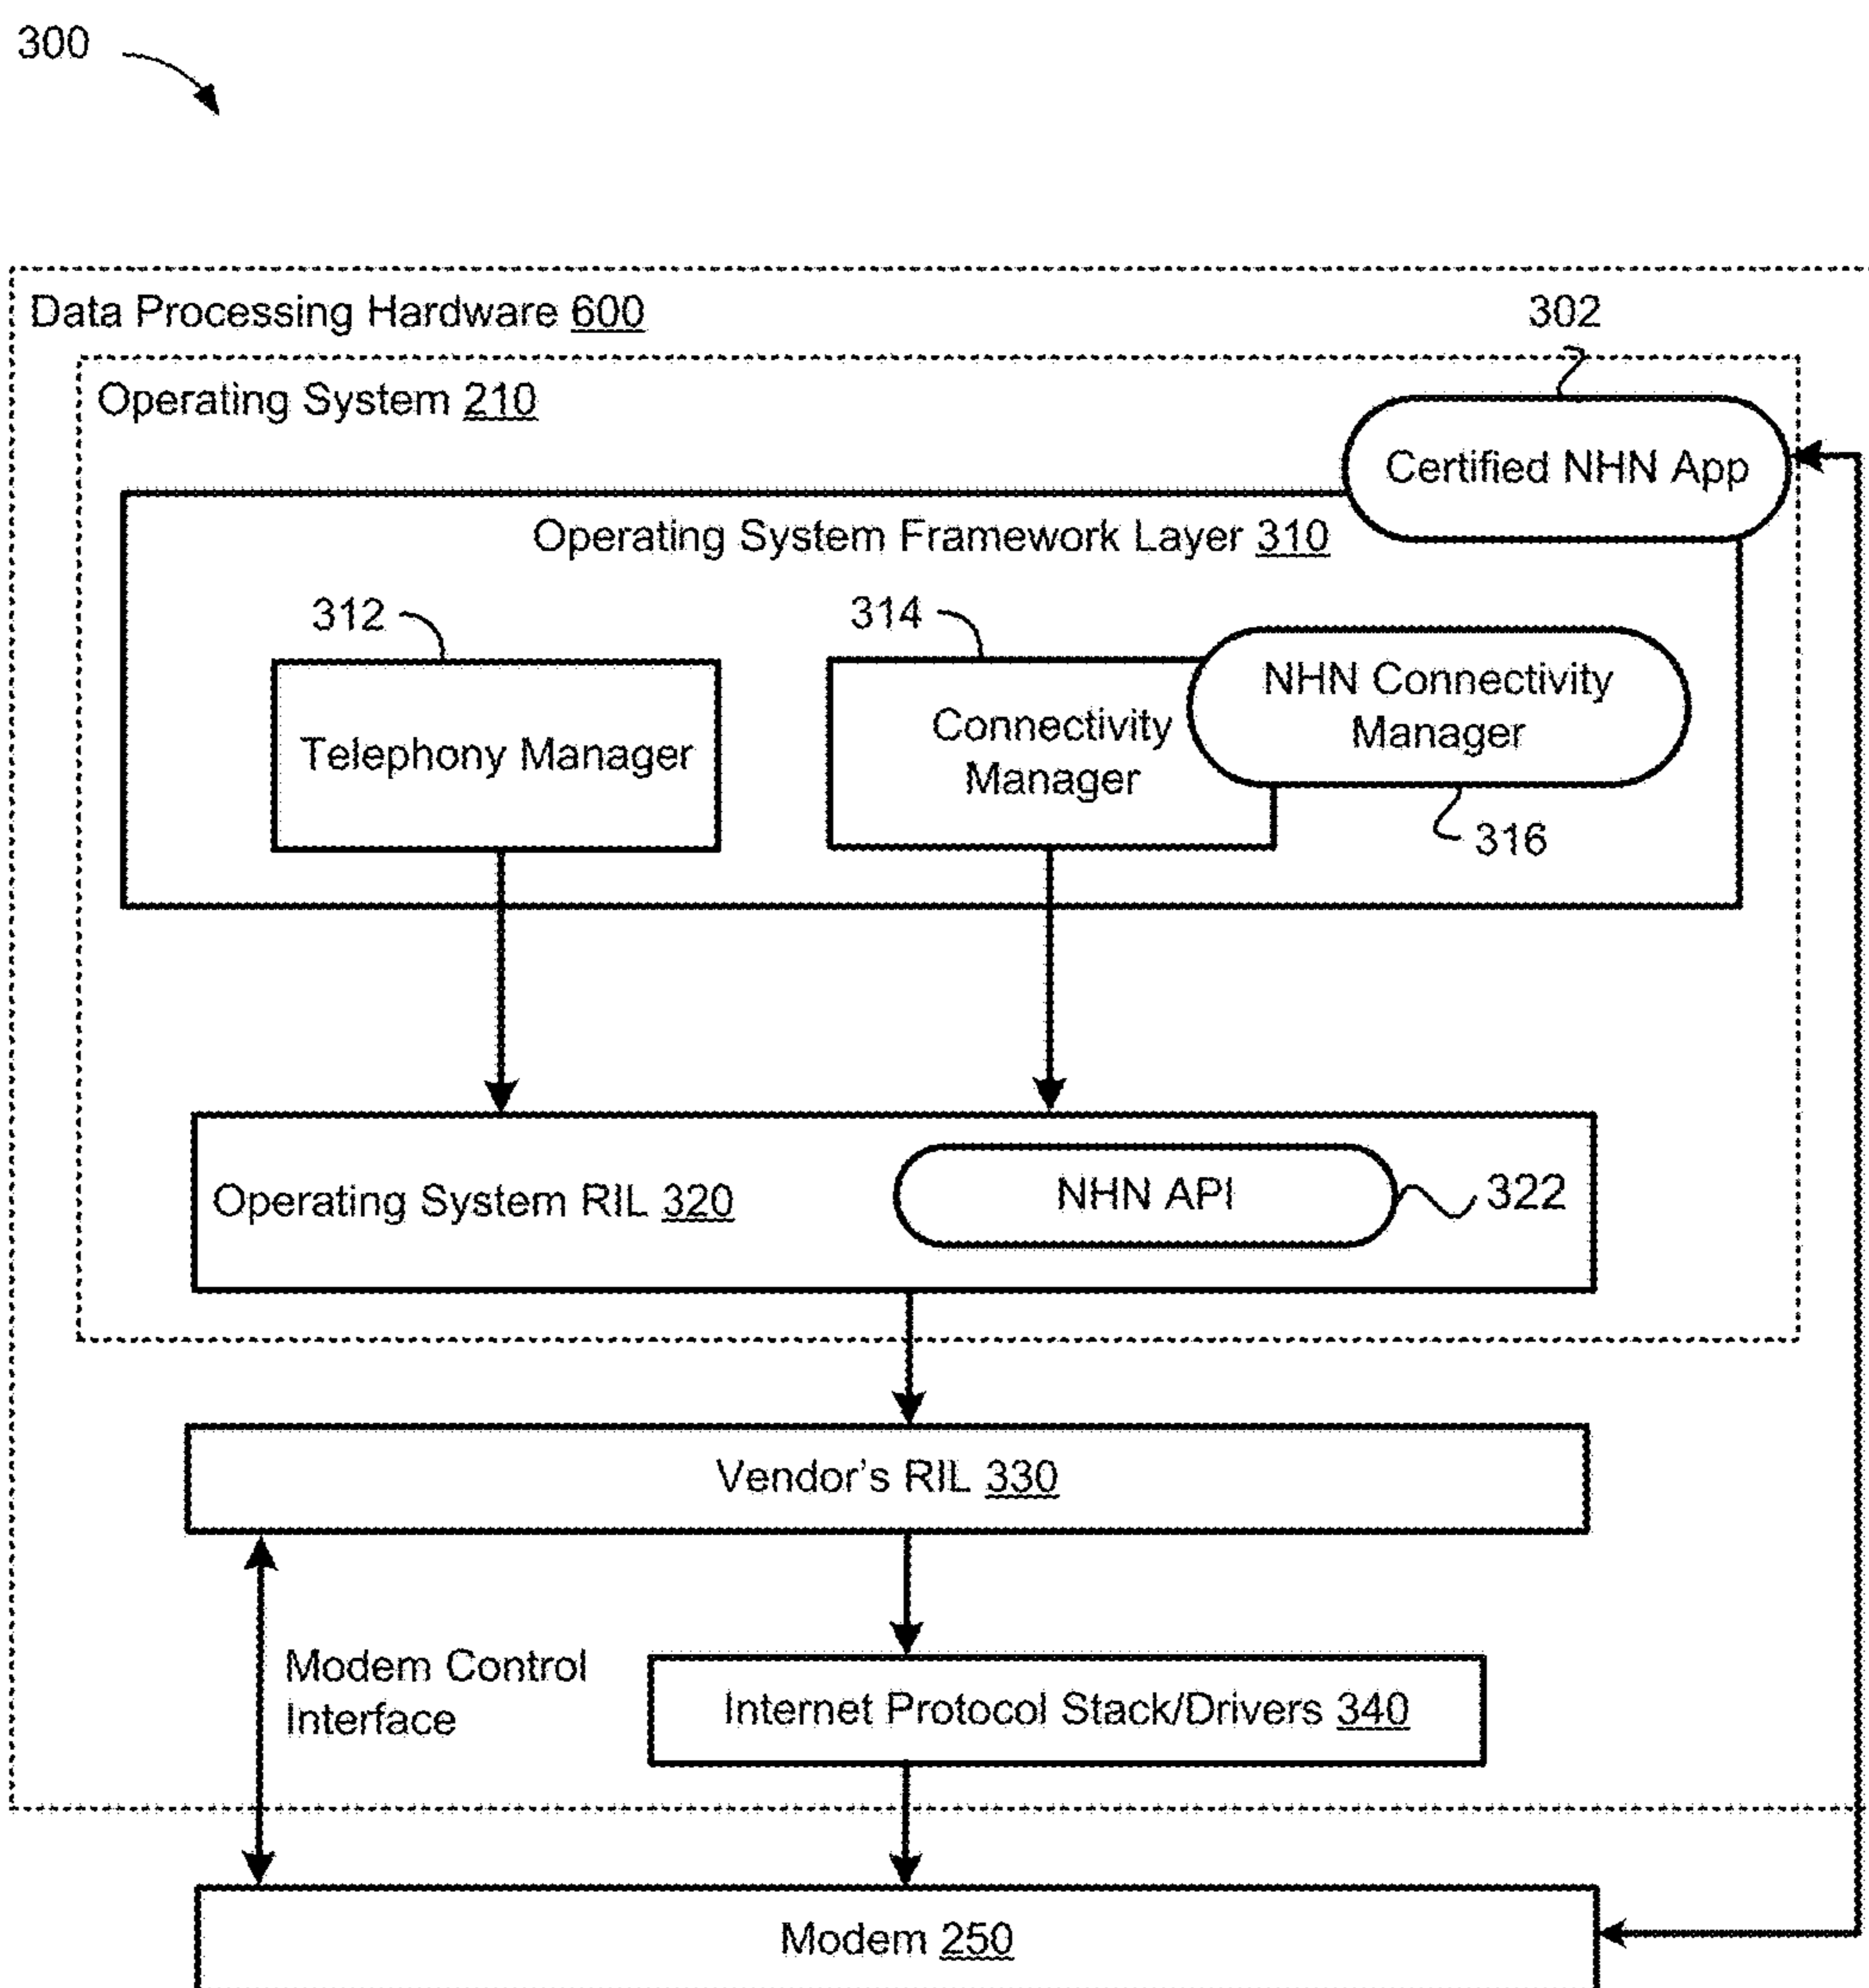 300
Data Processing Hardware 600
302
Operating System 210
Certified NHN App
Operating System Framework Layer 310
312
314
NHN Connectivity
Manager
Telephony Manager
Connectivity
Manager
316
Operating System RIL 320
NHN API
322
Vendor's RIL 330
Modem Control
Interface
Internet Protocol Stack/Drivers 340
Modem 250